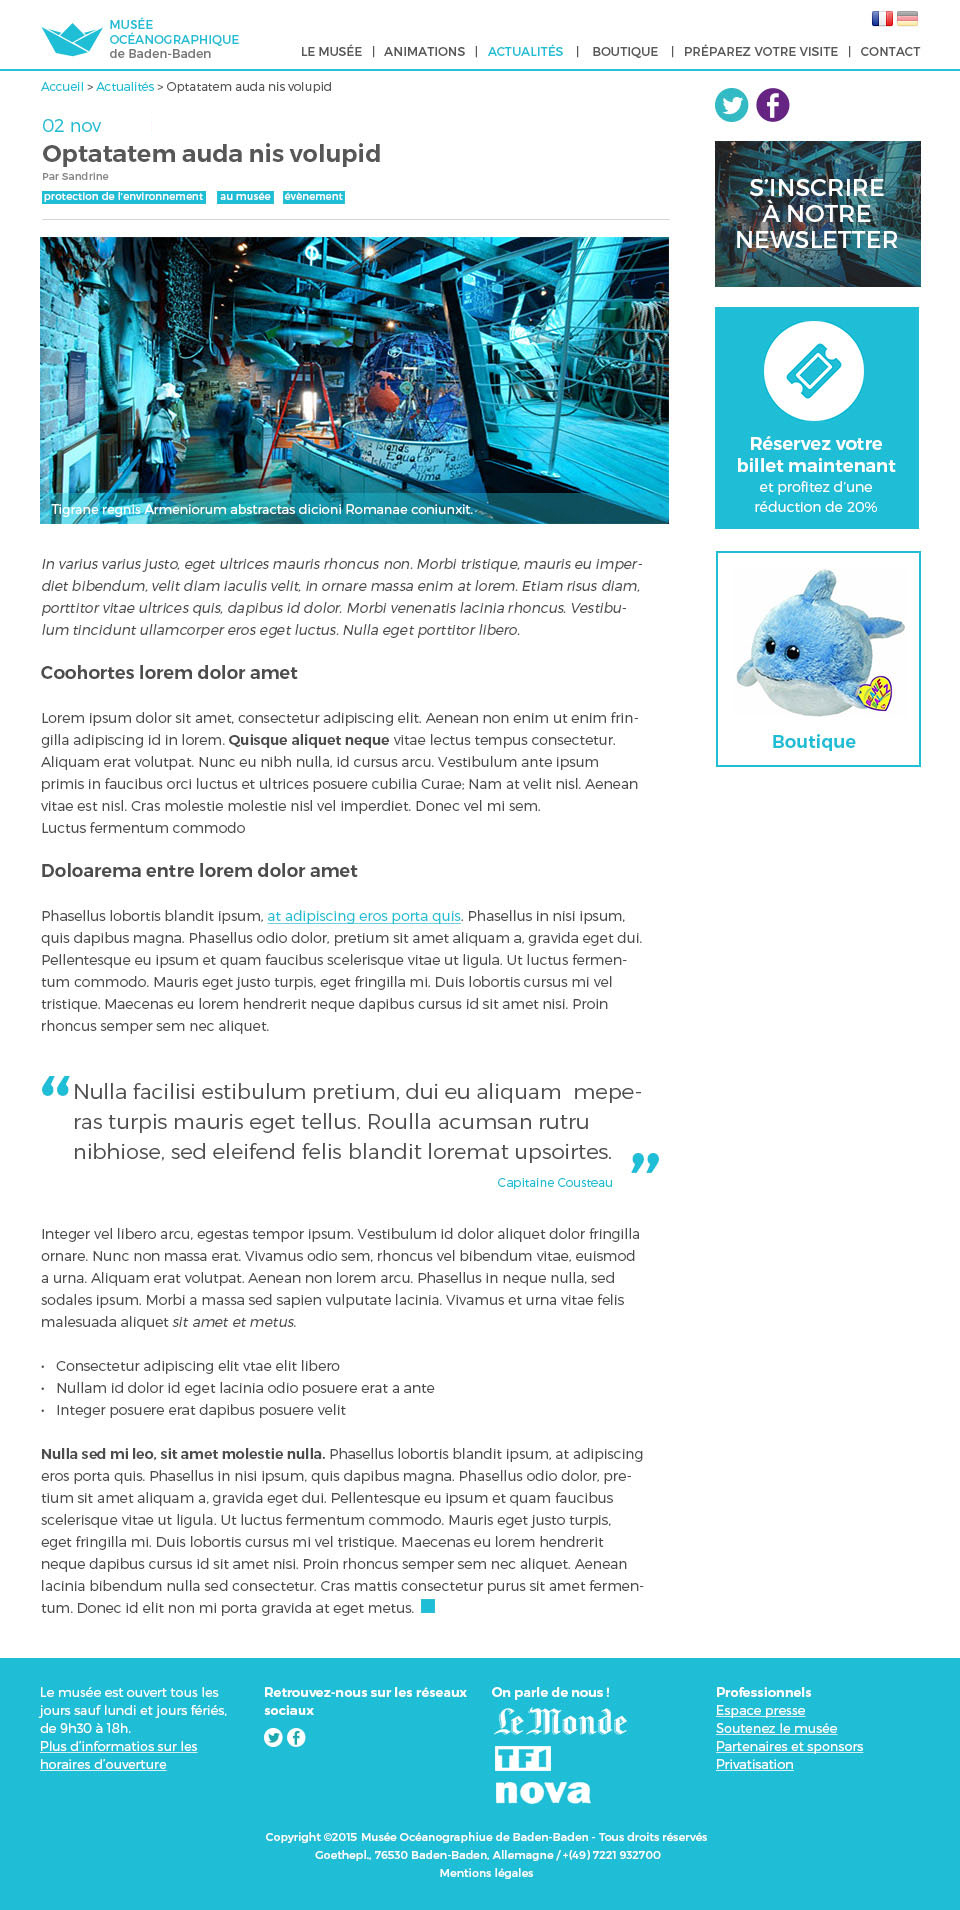 MUSÉE
OCÉANOGRAPHIQUE
de Baden-Baden
LE MUSÉE | ANIMATIONS | ACTUALITÉS | BOUTIQUE | PRÉPAREZ VOTRE VISITE | CONTACT
Accueil > Actualités > Optatatem auda nis volupid
02 nov
Optatatem auda nis volupid
Par Sandrine
protection de l'environnement au musée évènement
Tigrane regnis Armeniorum abstractas dicioni Romanae coniunxit.
In varius varius justo, eget ultrices mauris rhoncus non. Morbi tristique, mauris eu imper-
diet bibendum, velit diam iaculis velit, in ornare massa enim at lorem. Etiam risus diam,
porttitor vitae ultrices quis, dapibus id dolor. Morbi venenatis lacinia rhoncus. Vestibu-
lum tincidunt ullamcorper eros eget luctus. Nulla eget porttitor libero.
Coohortes lorem dolor amet
Lorem ipsum dolor sit amet, consectetur adipiscing elit. Aenean non enim ut enim frin-
gilla adipiscing id in lorem. Quisque aliquet neque vitae lectus tempus consectetur.
Aliquam erat volutpat. Nunc eu nibh nulla, id cursus arcu. Vestibulum ante ipsum
primis in faucibus orci luctus et ultrices posuere cubilia Curae; Nam at velit nisl. Aenean
vitae est nisl. Cras molestie molestie nisl vel imperdiet. Donec vel mi sem.
Luctus fermentum commodo
Doloarema entre lorem dolor amet
Phasellus lobortis blandit ipsum, at adipiscing eros porta quis. Phasellus in nisi ipsum,
quis dapibus magna. Phasellus odio dolor, pretium sit amet aliquam a, gravida eget dui.
Pellentesque eu ipsum et quam faucibus scelerisque vitae ut ligula. Ut luctus fermen-
tum commodo. Mauris eget justo turpis, eget fringilla mi. Duis lobortis cursus mi vel
tristique. Maecenas eu lorem hendrerit neque dapibus cursus id sit amet nisi. Proin
rhoncus semper sem nec aliquet.
“Nulla facilisi estibulum pretium, dui eu aliquam mepe-
ras turpis mauris eget tellus. Roulla acumsan rutru
nibhiose, sed eleifend felis blandit loremat upsoirtes.”
Capitaine Cousteau
Integer vel libero arcu, egestas tempor ipsum. Vestibulum id dolor aliquet dolor fringilla
ornare. Nunc non massa erat. Vivamus odio sem, rhoncus vel bibendum vitae, euismod
a urna. Aliquam erat volutpat. Aenean non lorem arcu. Phasellus in neque nulla, sed
sodales ipsum. Morbi a massa sed sapien vulputate lacinia. Vivamus et urna vitae felis
malesuada aliquet sit amet et metus.
• Consectetur adipiscing elit vtae elit libero
• Nullam id dolor id eget lacinia odio posuere erat a ante
• Integer posuere erat dapibus posuere velit
Nulla sed mi leo, sit amet molestie nulla. Phasellus lobortis blandit ipsum, at adipiscing
eros porta quis. Phasellus in nisi ipsum, quis dapibus magna. Phasellus odio dolor, pre-
tium sit amet aliquam a, gravida eget dui. Pellentesque eu ipsum et quam faucibus
scelerisque vitae ut ligula. Ut luctus fermentum commodo. Mauris eget justo turpis,
eget fringilla mi. Duis lobortis cursus mi vel tristique. Maecenas eu lorem hendrerit
neque dapibus cursus id sit amet nisi. Proin rhoncus semper sem nec aliquet. Aenean
lacinia bibendum nulla sed consectetur. Cras mattis consectetur purus sit amet fermen-
tum. Donec id elit non mi porta gravida at eget metus.
S'INSCRIRE
À NOTRE
NEWSLETTER
Réservez votre
billet maintenant
et profitez d'une
réduction de 20%
Boutique
Le musée est ouvert tous les
jours sauf lundi et jours fériés,
de 9h30 à 18h.
Plus d'informatios sur les
horaires d'ouverture
Retrouvez-nous sur les réseaux
sociaux
On parle de nous !
Le Monde
TF1
nova
Professionnels
Espace presse
Soutenez le musée
Partenaires et sponsors
Privatisation
Copyright ©2015 Musée Océanographiue de Baden-Baden - Tous droits réservés
Goethepl., 76530 Baden-Baden, Allemagne / +(49) 7221 932700
Mentions légales